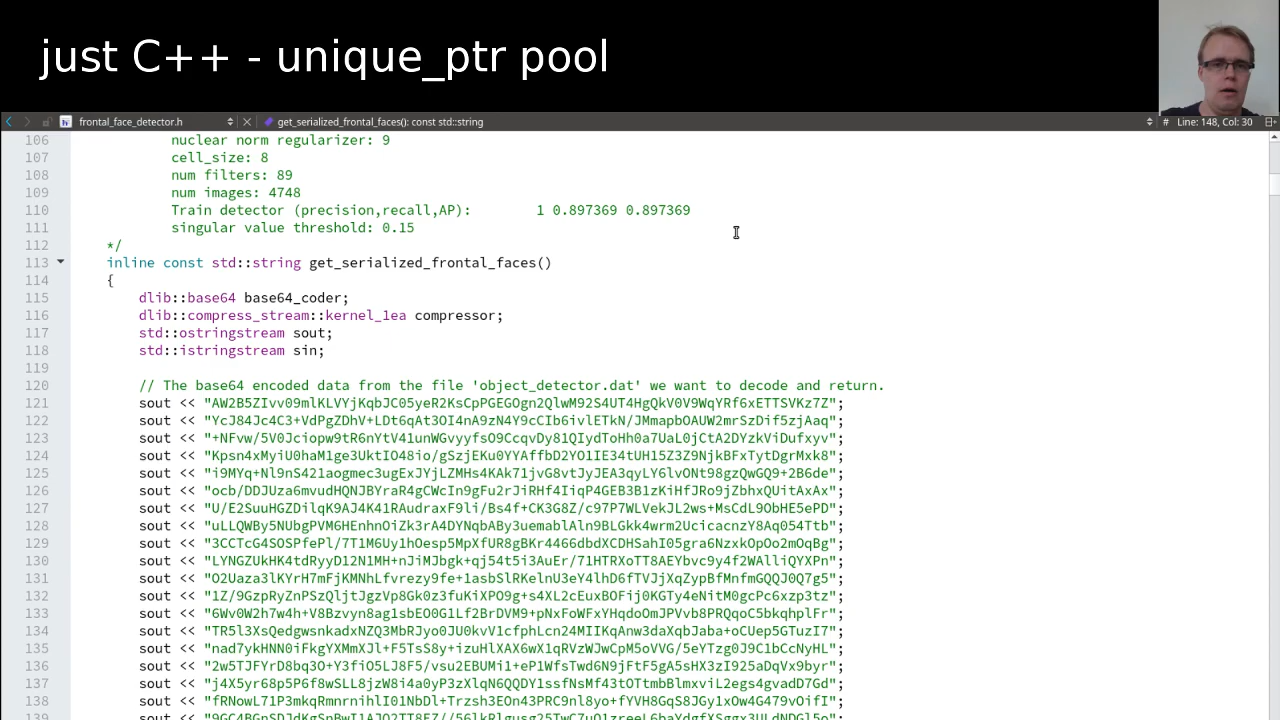 just C++ - unique_ptr pool
frontal_face_detector.h
get_serialized_frontal_faces(): const std::string
# Line: 148, Col: 30
106 nuclear norm regularizer: 9
107 cell_size: 8
108 num filters: 89
109 num images: 4748
110 Train detector (precision,recall,AP): 1 0.897369 0.897369
111 singular value threshold: 0.15
112 */
113 inline const std::string get_serialized_frontal_faces()
114 {
115 dlib::base64 base64_coder;
116 dlib::compress_stream::kernel_1ea compressor;
117 std::ostringstream sout;
118 std::istringstream sin;
119
120 // The base64 encoded data from the file 'object_detector.dat' we want to decode and return.
121 sout << "AW2B5ZIvv09mlKLVYjKqbJC05yeR2KsCpPGEGOgn2QlwM92S4UT4HgQkV0V9WqYRf6xETTSVKz7Z";
122 sout << "YcJ84Jc4C3+VdPgZDhV+LDt6qAt3OI4nA9zN4Y9cCIb6ivlETkN/JMmapbOAUW2mrSzDif5zjAaq";
123 sout << "+NFvw/5V0Jciopw9tR6nYtV41unWGvyyfsO9CcqvDy81QIydToHh0a7UaL0jCtA2DYzkViDufxyv";
124 sout << "Kpsn4xMyiU0haM1ge3UktIO48io/gSzjEKu0YYAffbD2YO1IE34tUH15Z3Z9NjkBFxTytDgrMxk8";
125 sout << "i9MYq+Nl9nS421aogmec3ugExJYjLZMHs4KAk71jvG8vtJyJEA3qyLY6lvONt98gzQwGQ9+2B6de";
126 sout << "ocb/DDJUza6mvudHQNJBYraR4gCWcIn9gFu2rJiRHf4IiqP4GEB3B1zKiHfJRo9jZbhxQUitAxAx";
127 sout << "U/E2SuuHGZDilqK9AJ4K41RAudraxF9li/Bs4f+CK3G8Z/c97P7WLVekJL2ws+MsCdL9ObHE5ePD";
128 sout << "uLLQWBy5NUbgPVM6HEnhnOiZk3rA4DYNqbABy3uemablAln9BLGkk4wrm2UcicacnzY8Aq054Ttb";
129 sout << "3CCTcG4SOSPfePl/7T1M6Uy1hOesp5MpXfUR8gBKr4466dbdXCDHSahI05gra6NzxkOpOo2mOqBg";
130 sout << "LYNGZUkHK4tdRyyD12N1MH+nJiMJbgk+qj54t5i3AuEr/71HTRXoTT8AEYbvc9y4f2WAlliQYXPn";
131 sout << "O2Uaza3lKYrH7mFjKMNhLfvrezy9fe+1asbSlRKelnU3eY4lhD6fTVJjXqZypBfMnfmGQQJ0Q7g5";
132 sout << "1Z/9GzpRyZnPSzQljtJgzVp8Gk0z3fuKiXPO9g+s4XL2cEuxBOFij0KGTy4eNitM0gcPc6xzp3tz";
133 sout << "6Wv0W2h7w4h+V8Bzvyn8ag1sbEO0G1Lf2BrDVM9+pNxFoWFxYHqdoOmJPVvb8PRQqoC5bkqhplFr";
134 sout << "TR5l3XsQedgwsnkadxNZQ3MbRJyo0JU0kvV1cfphLcn24MIIKqAnw3daXqbJaba+oCUep5GTuzI7";
135 sout << "nad7ykHNN0iFkgYXMmXJl+F5TsS8y+izuHlXAX6wX1qRVzWJwCpM5oVVG/5eYTzg0J9C1bCcNyHL";
136 sout << "2w5TJFYrD8bq3O+Y3fiO5LJ8F5/vsu2EBUMi1+eP1WfsTwd6N9jFtF5gA5sHX3zI925aDqVx9byr";
137 sout << "j4X5yr68p5P6f8wSLL8jzW8i4a0yP3zXlqN6QQDY1ssfNsMf43tOTtmbBlmxviL2egs4gvadD7Gd";
138 sout << "fRNowL71P3mkqRmnrnihlI01NbDl+Trzsh3EOn43PRC9nl8yo+fYVH8GqS8JGy1xOw4G479vOifI";
139